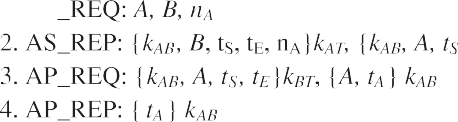 _REQ: A, B, n_A
2. AS_REP: {k_AB, B, t_S, t_E, n_A}k_AT, {k_AB, A, t_S
3. AP_REQ: {k_AB, A, t_S, t_E}k_BT, {A, t_A} k_AB
4. AP_REP: { t_A } k_AB